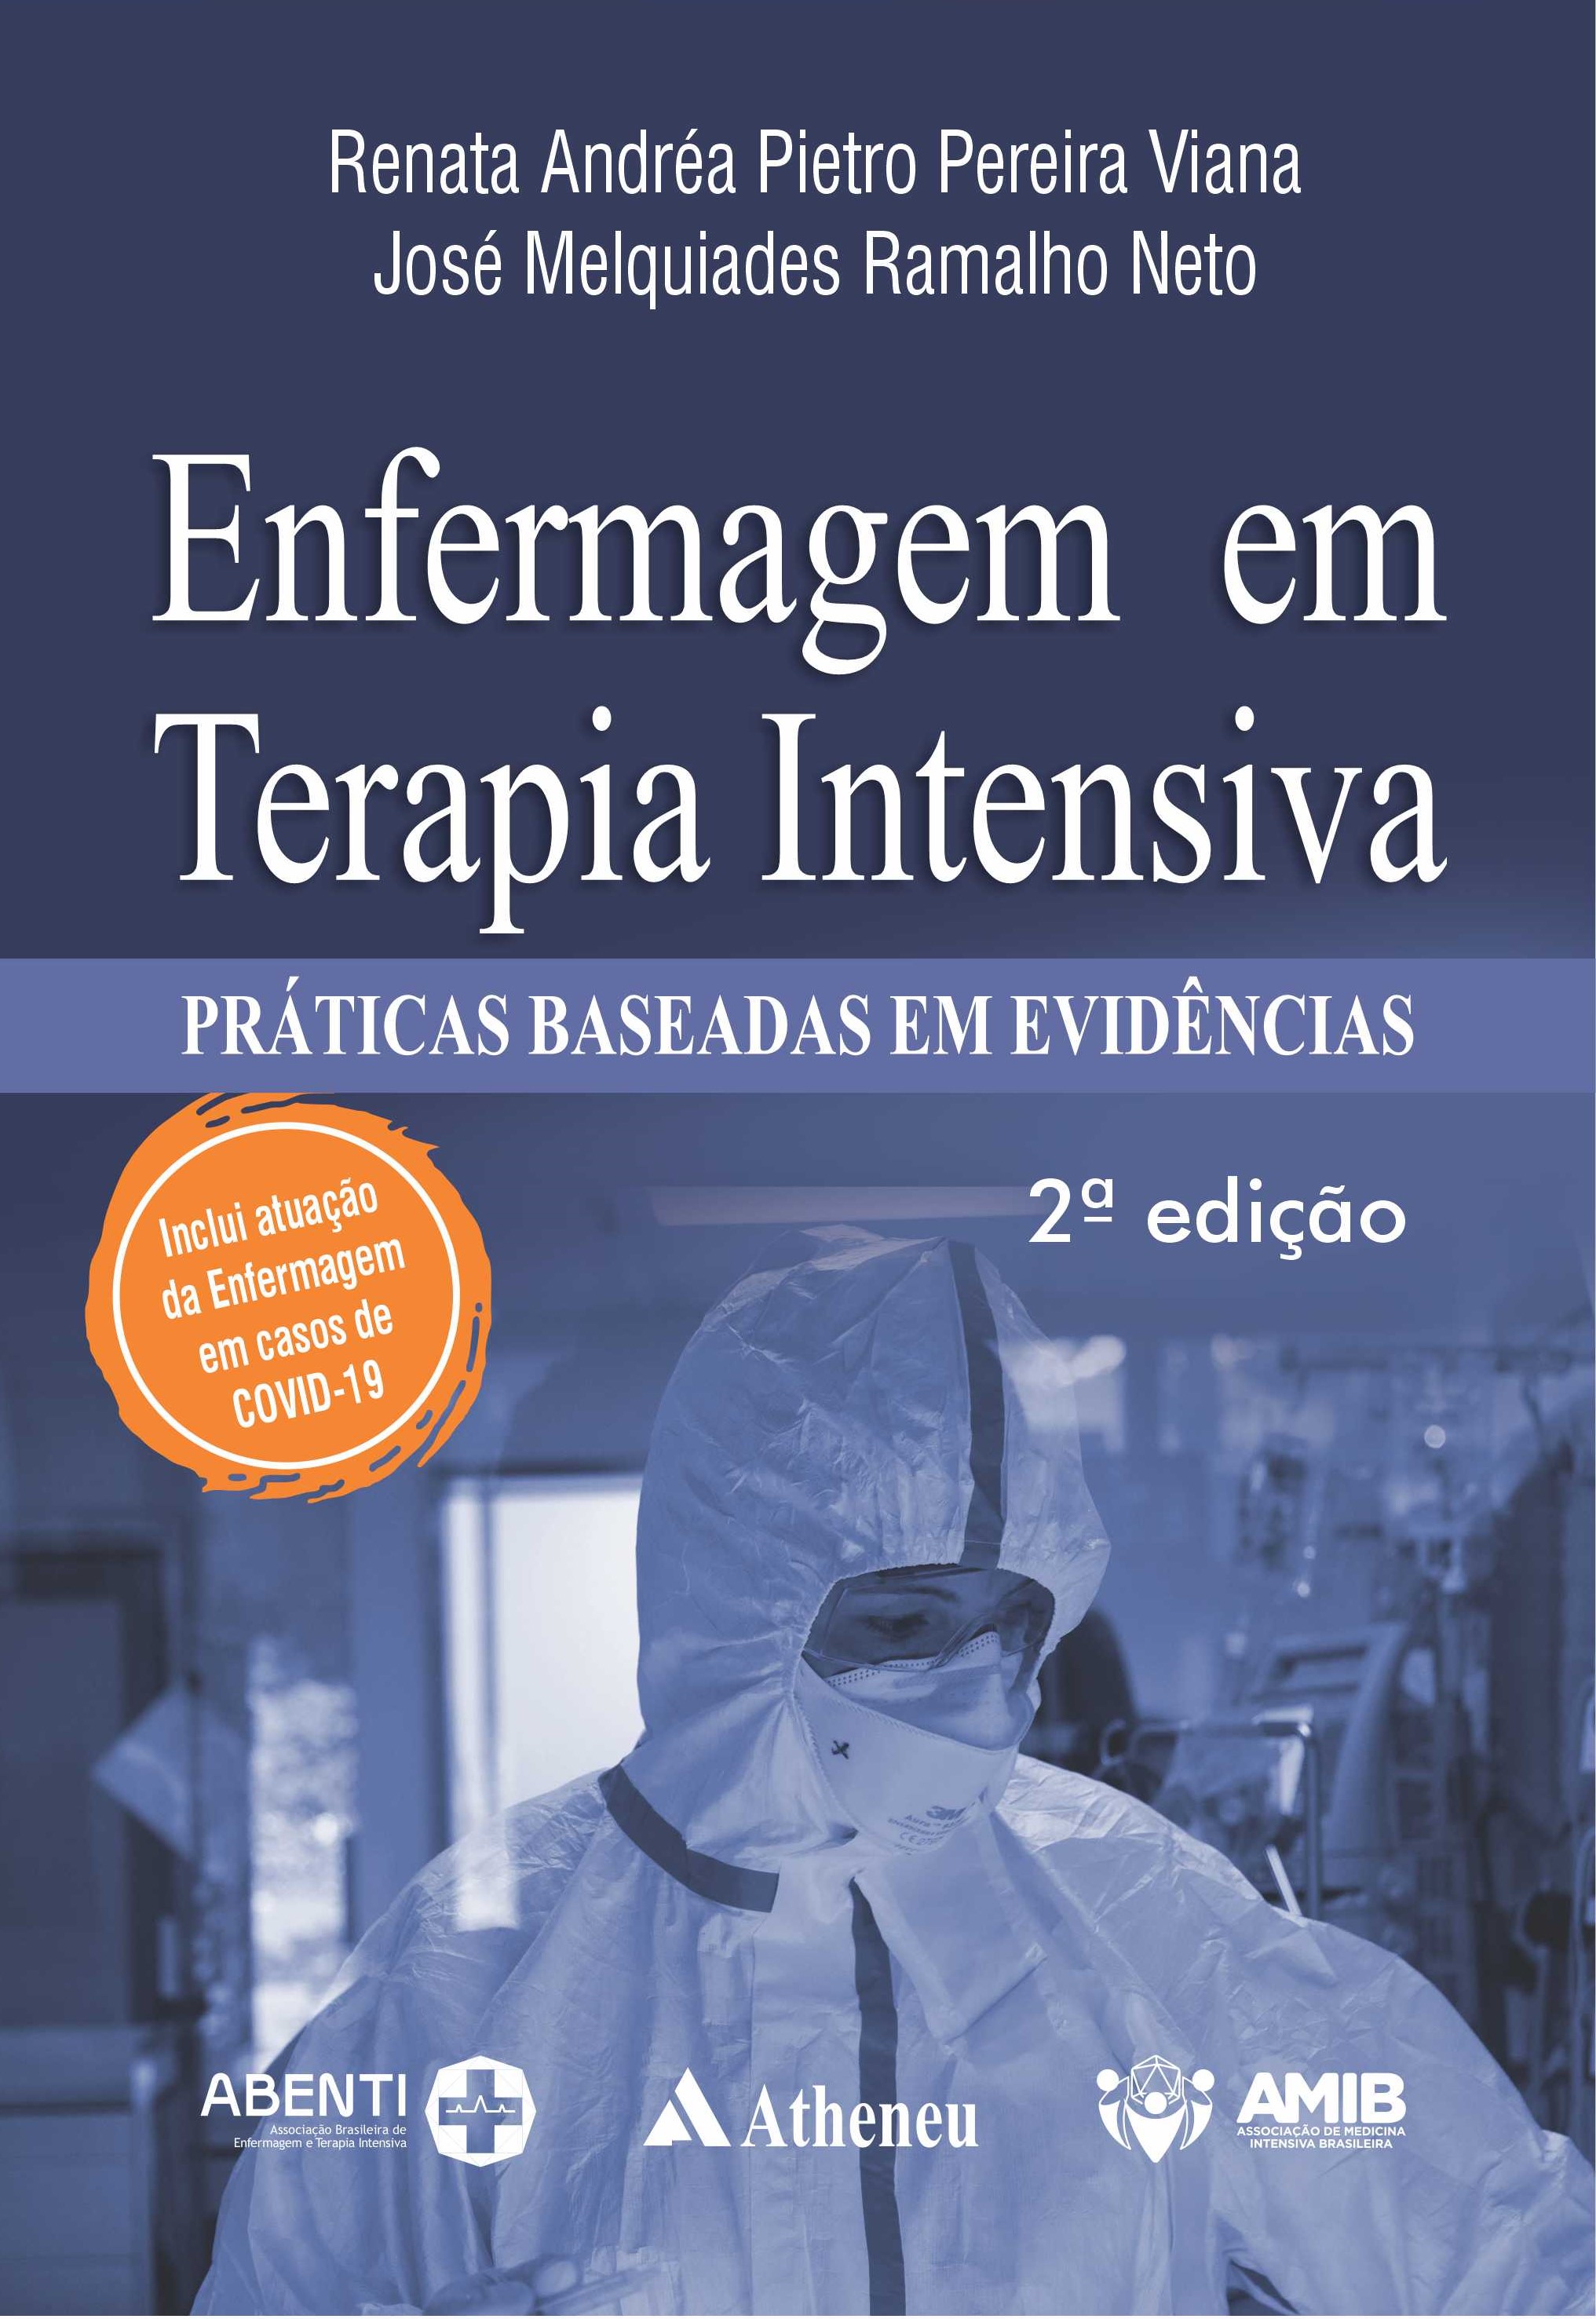 Renata Andréa Pietro Pereira Viana
José Melquiades Ramalho Neto
Enfermagem em
Terapia Intensiva
PRÁTICAS BASEADAS EM EVIDÊNCIAS
2ª edição
Inclui atuação
da Enfermagem
em casos de
COVID-19
3M
ABENTI
Associação Brasileira de
Enfermagem e Terapia Intensiva
Atheneu
AMIB
ASSOCIAÇÃO DE MEDICINA
INTENSIVA BRASILEIRA